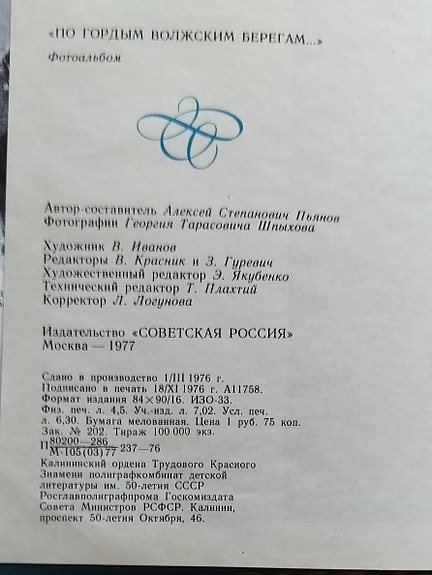 «ПО ГОРДЫМ ВОЛЖСКИМ БЕРЕГАМ...»
Фотоальбом
Автор-составитель Алексей Степанович Пьянов
Фотографии Георгия Тарасовича Шпыхова
Художник В. Иванов
Редакторы В. Красник и З. Гуревич
Художественный редактор Э. Якубенко
Технический редактор Т. Плахтий
Корректор Л. Логунова
Издательство «СОВЕТСКАЯ РОССИЯ»
Москва — 1977
Сдано в производство 1/III 1976 г.
Подписано в печать 18/XI 1976 г. А11758.
Формат издания 84×90/16. ИЗО-33.
Физ. печ. л. 4,5. Уч.-изд. л. 7,02. Усл. печ.
л. 6,30. Бумага мелованная. Цена 1 руб. 75 коп.
Зак. № 202. Тираж 100 000 экз.
П 80200—286
М-105(03)77 237—76
Калининский ордена Трудового Красного
Знамени полиграфкомбинат детской
литературы им. 50-летия СССР
Росглавполиграфпрома Госкомиздата
Совета Министров РСФСР. Калинин,
проспект 50-летия Октября, 46.